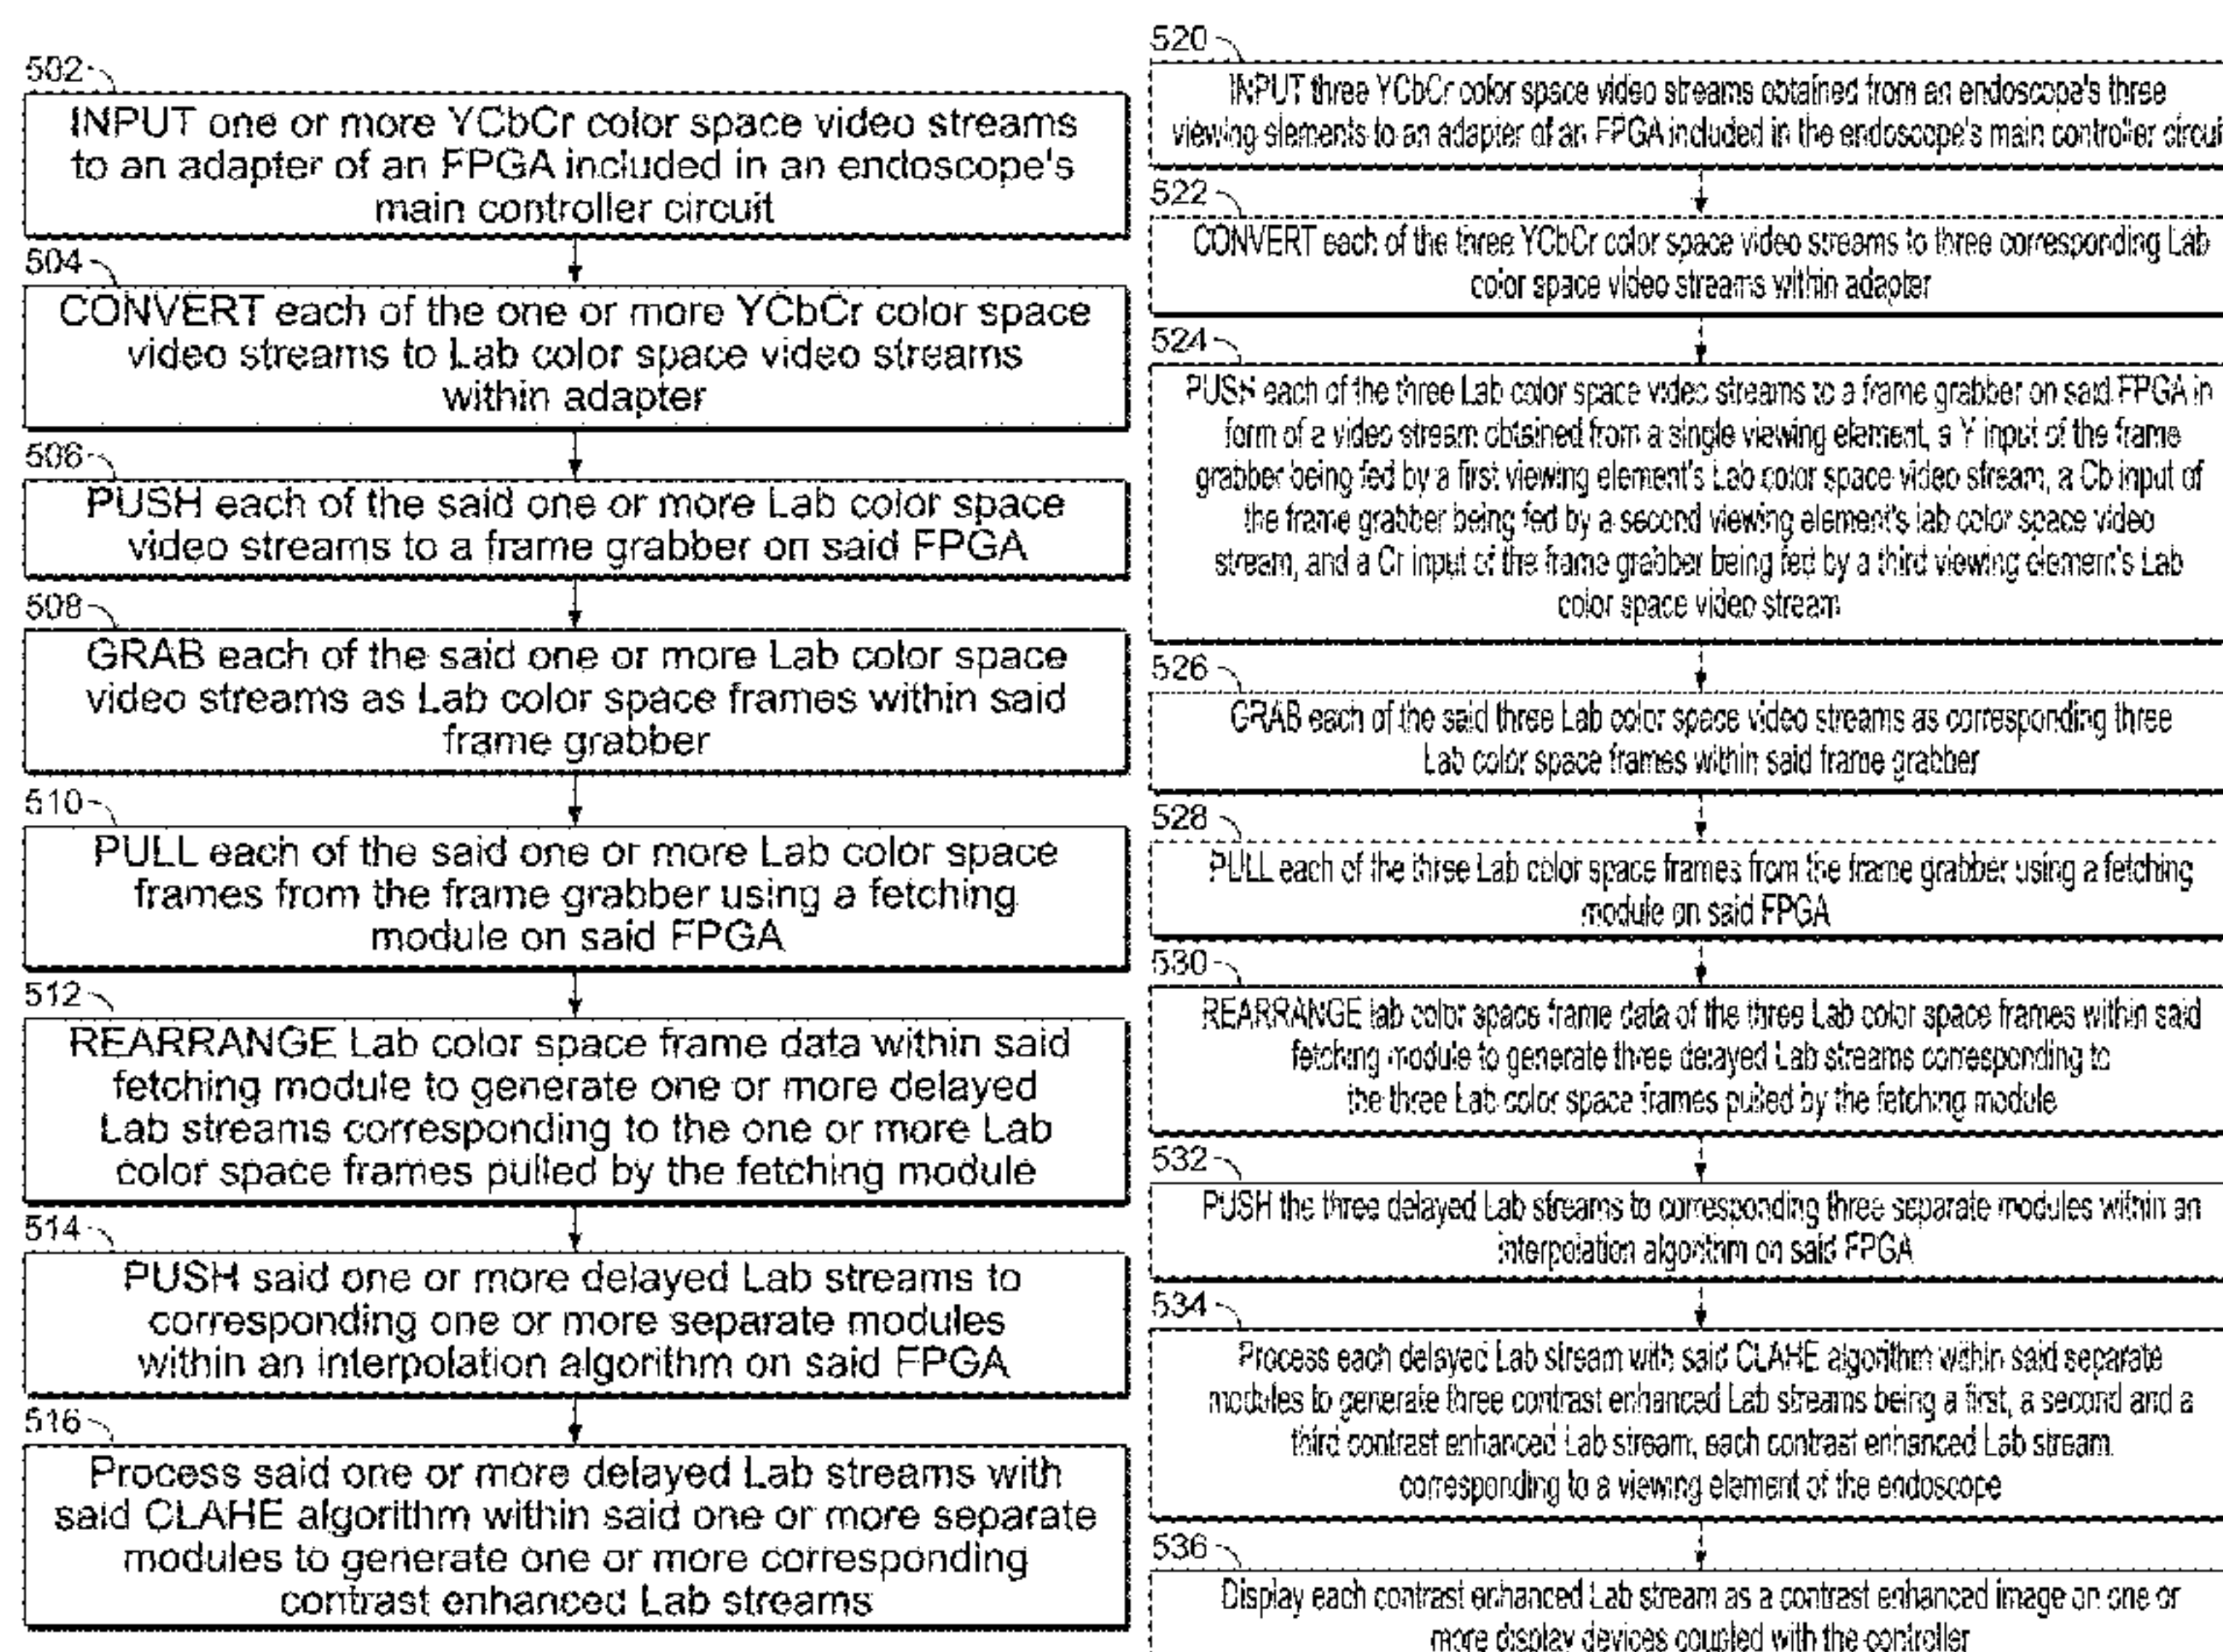 502
INPUT one or more YCbCr color space video streams
to an adapter of an FPGA included in an endoscope's
main controller circuit
504
CONVERT each of the one or more YCbCr color space
video streams to Lab color space video streams
within adapter
506
PUSH each of the said one or more Lab color space
video streams to a frame grabber on said FPGA
508
GRAB each of the said one or more Lab color space
video streams as Lab color space frames within said
frame grabber
510
PULL each of the said one or more Lab color space
frames from the frame grabber using a fetching
module on said FPGA
512
REARRANGE Lab color space frame data within said
fetching module to generate one or more delayed
Lab streams corresponding to the one or more Lab
color space frames pulled by the fetching module
514
PUSH said one or more delayed Lab streams to
corresponding one or more separate modules
within an interpolation algorithm on said FPGA
516
Process said one or more delayed Lab streams with
said CLAHE algorithm within said one or more separate
modules to generate one or more corresponding
contrast enhanced Lab streams
520
INPUT three YCbCr color space video streams obtained from an endoscope's three
viewing elements to an adapter of an FPGA included in the endoscope's main controller circui
522
CONVERT each of the three YCbCr color space video streams to three corresponding Lab
color space video streams within adapter
524
PUSH each of the three Lab color space video streams to a frame grabber on said FPGA in
form of a video stream obtained from a single viewing element, a Y input of the frame
grabber being fed by a first viewing element's Lab color space video stream, a Cb input of
the frame grabber being fed by a second viewing element's lab color space video
stream, and a Cr input of the frame grabber being fed by a third viewing element's Lab
color space video stream
526
GRAB each of the said three Lab color space video streams as corresponding three
Lab color space frames within said frame grabber
528
PULL each of the three Lab color space frames from the frame grabber using a fetching
module on said FPGA
530
REARRANGE lab color space frame data of the three Lab color space frames within said
fetching module to generate three delayed Lab streams corresponding to
the three Lab color space frames pulled by the fetching module
532
PUSH the three delayed Lab streams to corresponding three separate modules within an
interpolation algorithm on said FPGA
534
Process each delayed Lab stream with said CLAHE algorithm within said separate
modules to generate three contrast enhanced Lab streams being a first, a second and a
third contrast enhanced Lab stream, each contrast enhanced Lab stream
corresponding to a viewing element of the endoscope
536
Display each contrast enhanced Lab stream as a contrast enhanced image on one or
more display devices coupled with the controller